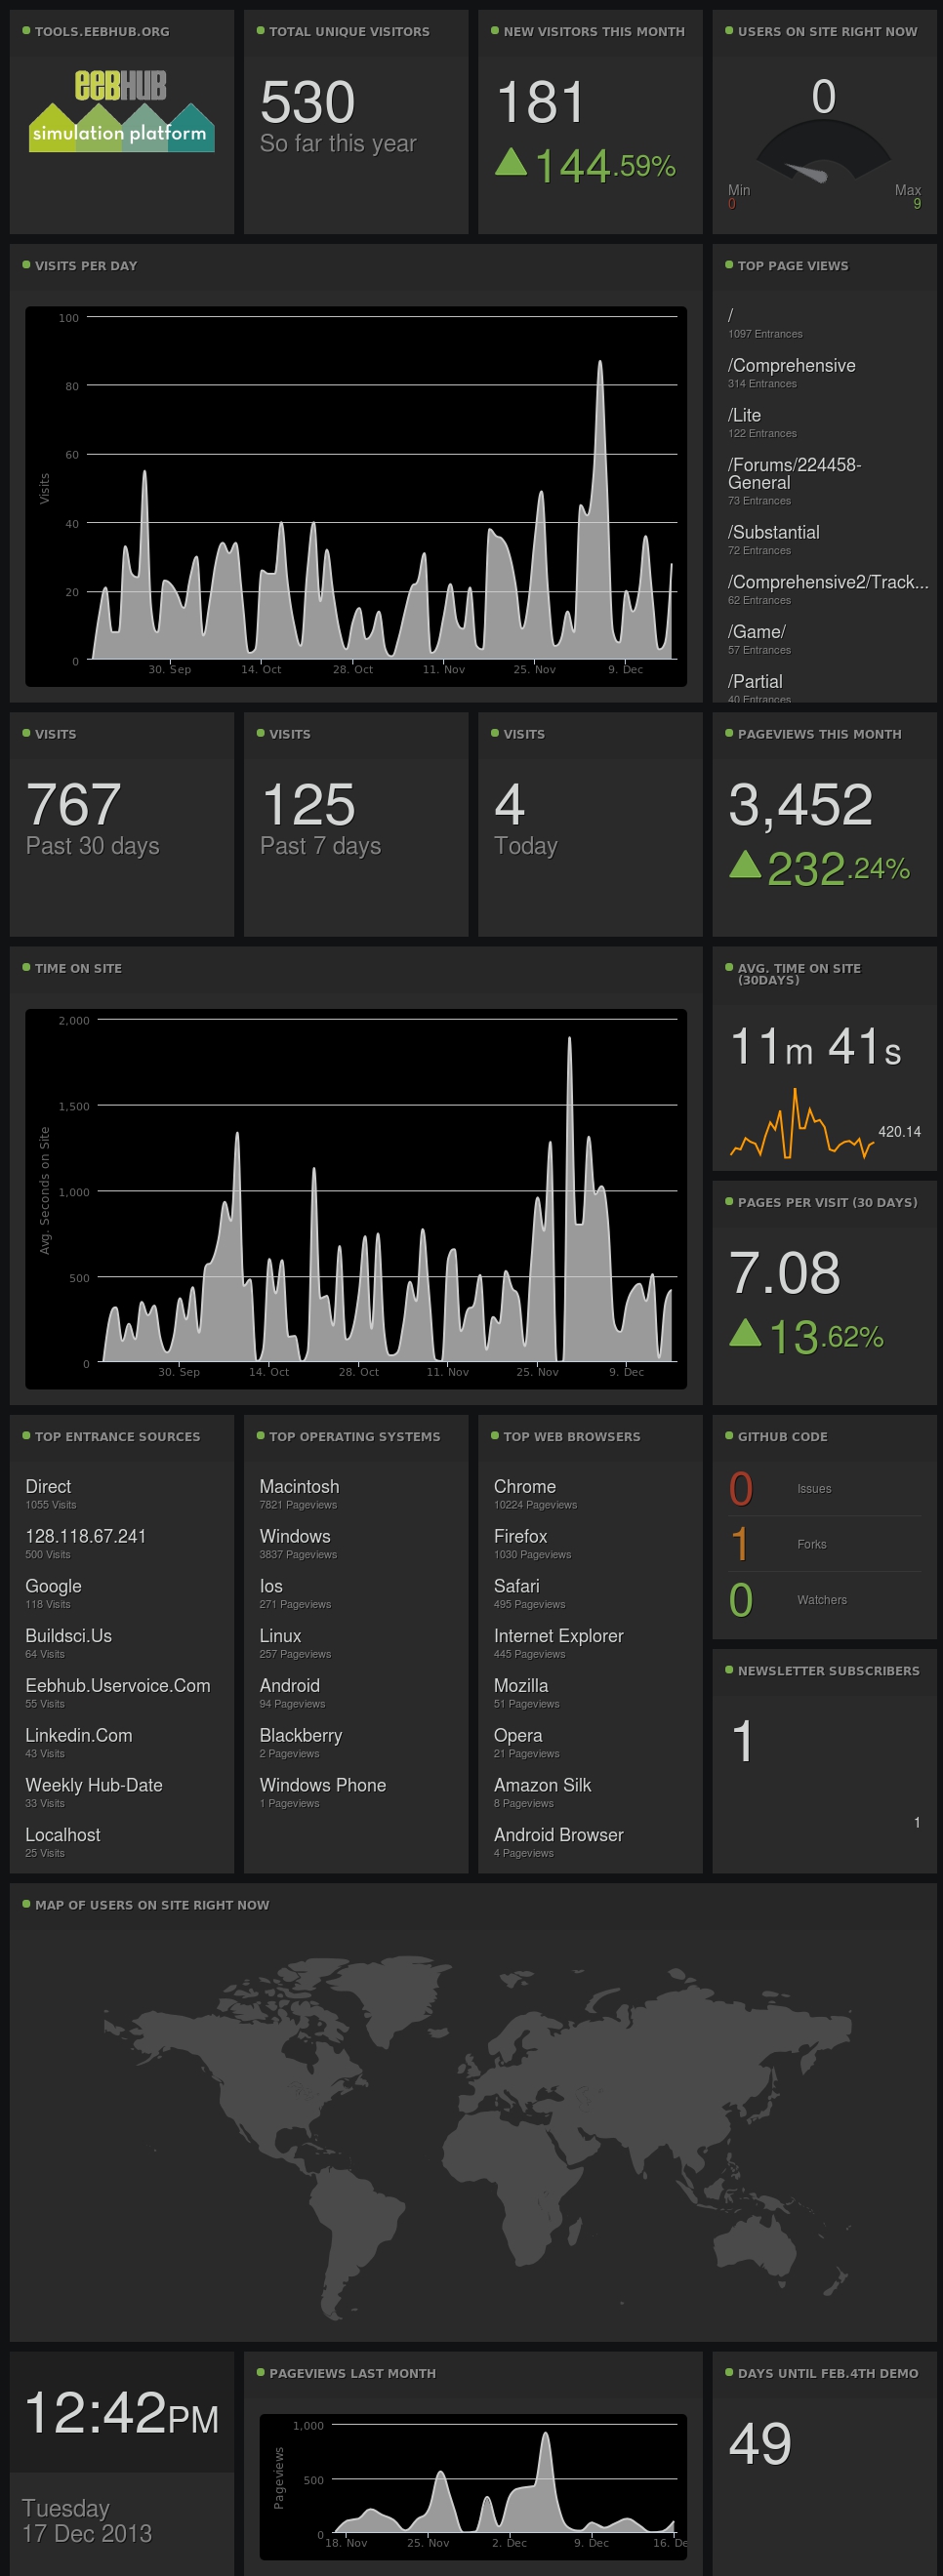 TOOLS.EEBHUB.ORG
eeBHUB
simulation platform
TOTAL UNIQUE VISITORS
530
So far this year
NEW VISITORS THIS MONTH
181
144.59%
USERS ON SITE RIGHT NOW
0
Min
0
Max
9
VISITS PER DAY
Visits
100
80
60
40
20
0
30. Sep
14. Oct
28. Oct
11. Nov
25. Nov
9. Dec
TOP PAGE VIEWS
/
1097 Entrances
/Comprehensive
314 Entrances
/Lite
122 Entrances
/Forums/224458-
General
73 Entrances
/Substantial
72 Entrances
/Comprehensive2/Track...
62 Entrances
/Game/
57 Entrances
/Partial
40 Entrances
VISITS
767
Past 30 days
VISITS
125
Past 7 days
VISITS
4
Today
PAGEVIEWS THIS MONTH
3,452
232.24%
TIME ON SITE
Avg. Seconds on Site
2,000
1,500
1,000
500
0
30. Sep
14. Oct
28. Oct
11. Nov
25. Nov
9. Dec
AVG. TIME ON SITE
(30DAYS)
11m 41s
420.14
PAGES PER VISIT (30 DAYS)
7.08
13.62%
TOP ENTRANCE SOURCES
Direct
1055 Visits
128.118.67.241
500 Visits
Google
118 Visits
Buildsci.Us
64 Visits
Eebhub.Uservoice.Com
55 Visits
Linkedin.Com
43 Visits
Weekly Hub-Date
33 Visits
Localhost
25 Visits
TOP OPERATING SYSTEMS
Macintosh
7821 Pageviews
Windows
3837 Pageviews
Ios
271 Pageviews
Linux
257 Pageviews
Android
94 Pageviews
Blackberry
2 Pageviews
Windows Phone
1 Pageviews
TOP WEB BROWSERS
Chrome
10224 Pageviews
Firefox
1030 Pageviews
Safari
495 Pageviews
Internet Explorer
445 Pageviews
Mozilla
51 Pageviews
Opera
21 Pageviews
Amazon Silk
8 Pageviews
Android Browser
4 Pageviews
GITHUB CODE
0 Issues
1 Forks
0 Watchers
NEWSLETTER SUBSCRIBERS
1
1
MAP OF USERS ON SITE RIGHT NOW
12:42PM
Tuesday
17 Dec 2013
PAGEVIEWS LAST MONTH
Pageviews
1,000
500
0
18. Nov
25. Nov
2. Dec
9. Dec
16. De
DAYS UNTIL FEB.4TH DEMO
49